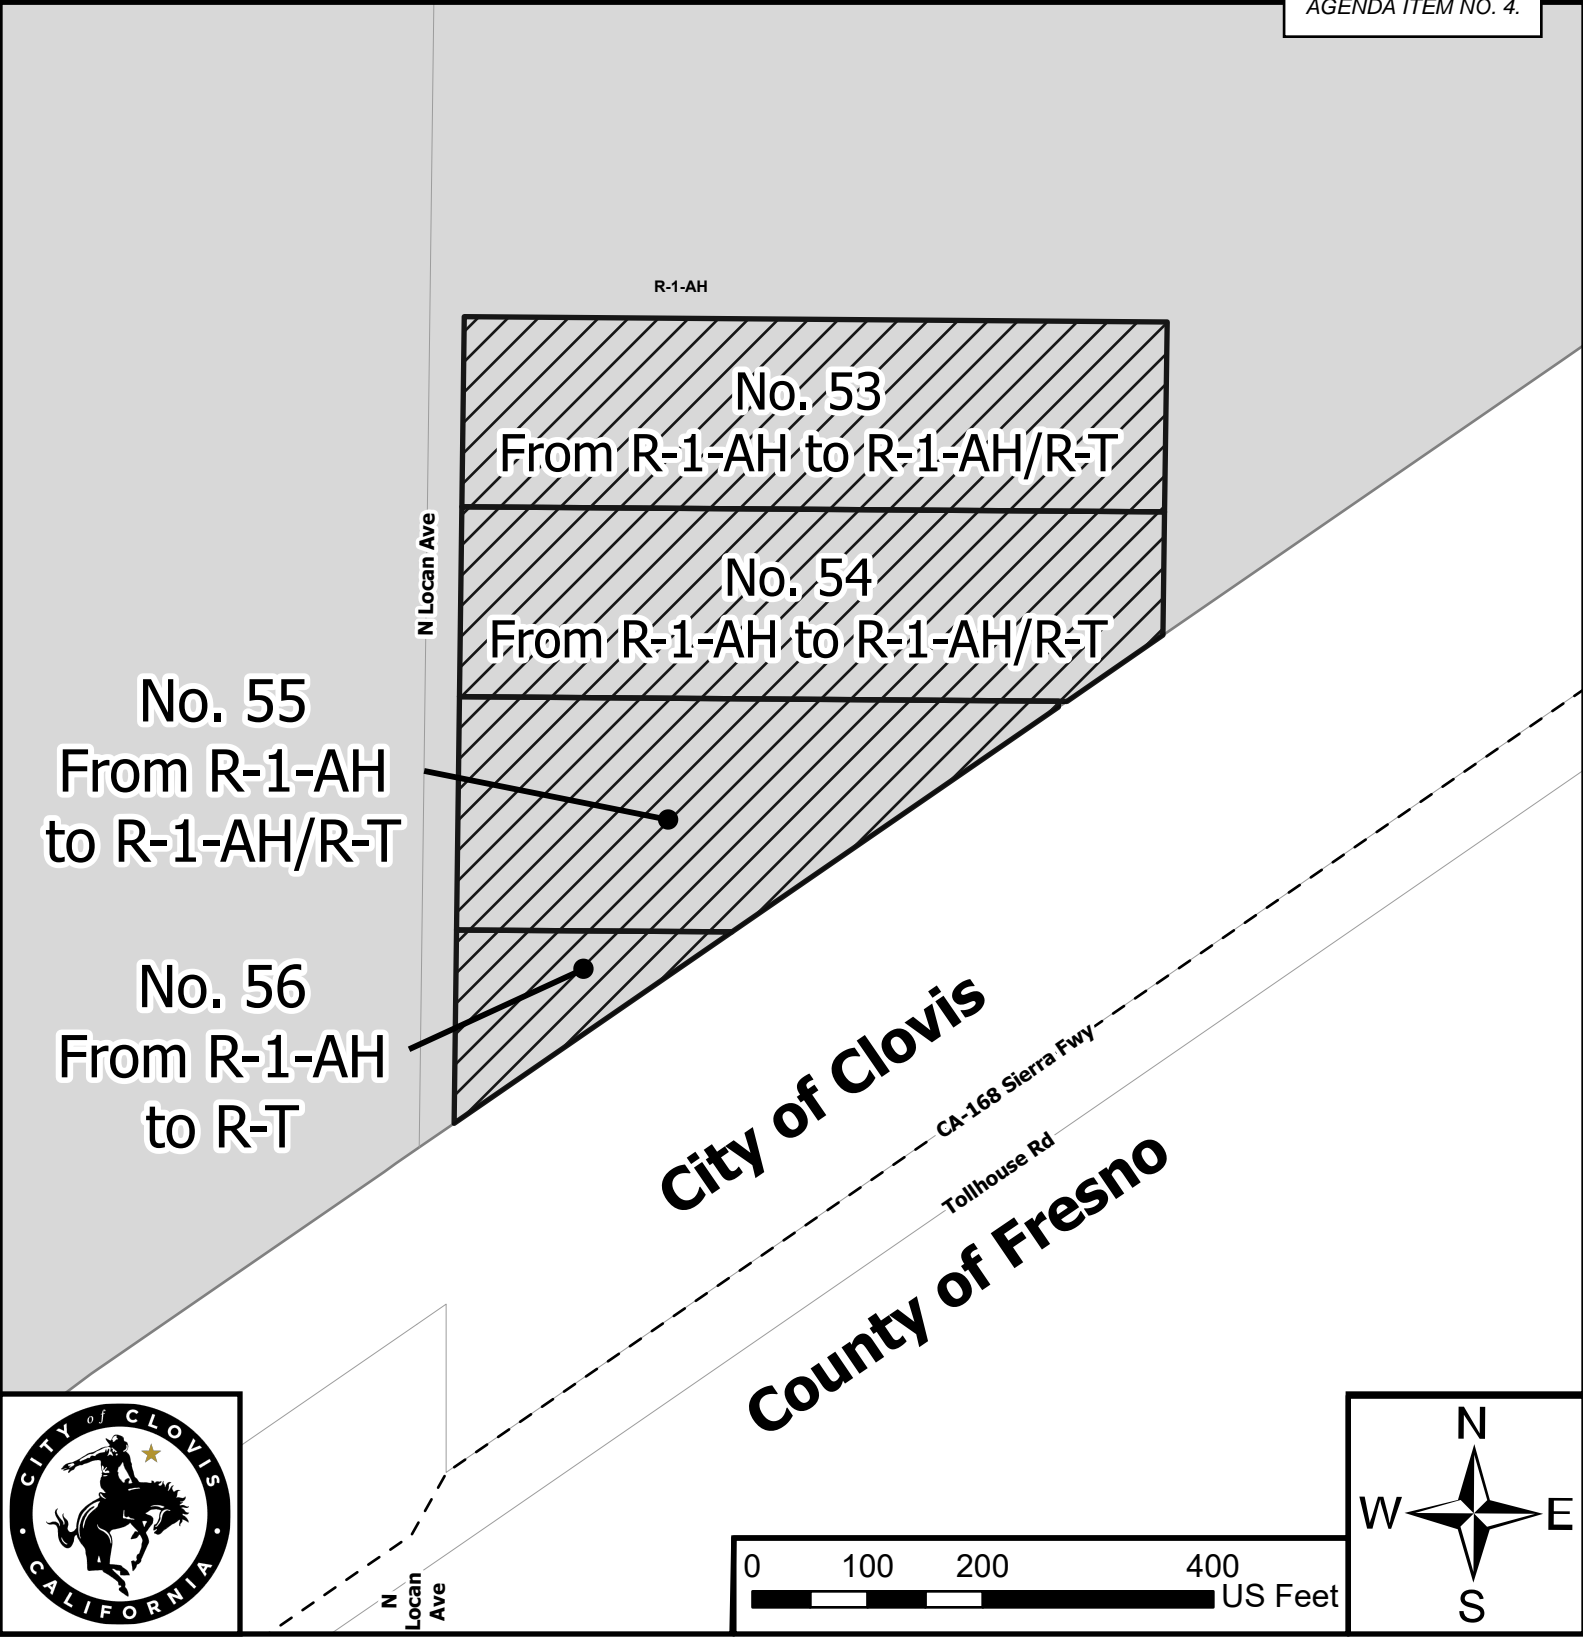 AGENDA ITEM NO. 4.
R-1-AH
No. 53
From R-1-AH to R-1-AH/R-T
N Locan Ave
No. 54
From R-1-AH to R-1-AH/R-T
No. 55
From R-1-AH
to R-1-AH/R-T
No. 56
From R-1-AH
to R-T
City of Clovis
CA-168 Sierra Fwy
Tollhouse Rd
County of Fresno
CITY of CLOVIS
CALIFORNIA
N
Locan
Ave
0 100 200 400
US Feet
N
W E
S